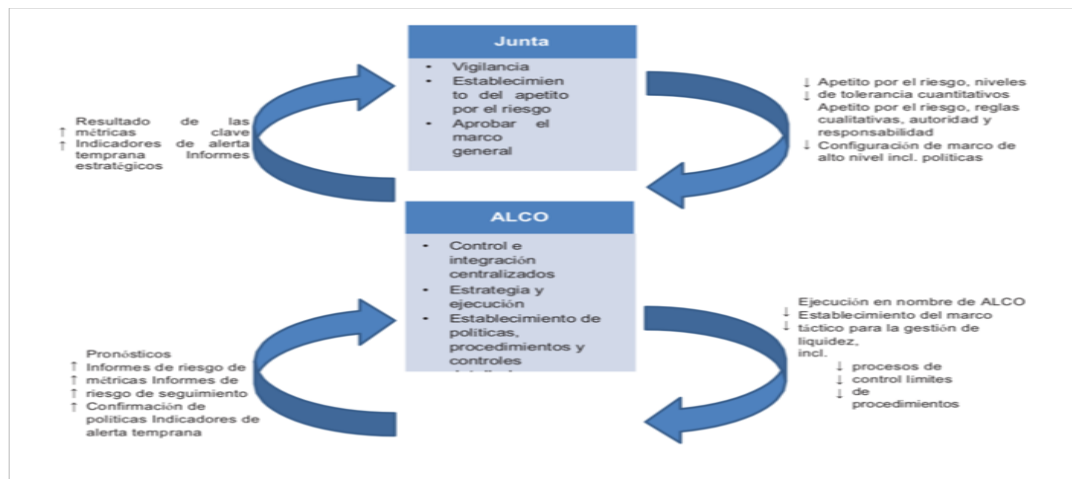 Junta
• Vigilancia
• Establecimien
to del apetito
por el riesgo
• Aprobar el
marco
general
Resultado de las
↑ métricas clave
↑ Indicadores de alerta
temprana Informes
estratégicos
↓ Apetito por el riesgo, niveles
↓ de tolerancia cuantitativos
Apetito por el riesgo, reglas
cualitativas, autoridad y
responsabilidad
↓ Configuración de marco de
alto nivel incl. políticas
ALCO
• Control e
integración
centralizados
• Estrategia y
ejecución
• Establecimiento de
políticas,
procedimientos y
controles
Pronósticos
↑ Informes de riesgo de
↑ métricas Informes de
↑ riesgo de seguimiento
↑ Confirmación de
políticas Indicadores de
alerta temprana
Ejecución en nombre de ALCO
↓ Establecimiento del marco
↓ táctico para la gestión de
liquidez,
incl.
↓ procesos de
↓ control límites
↓ de
procedimientos